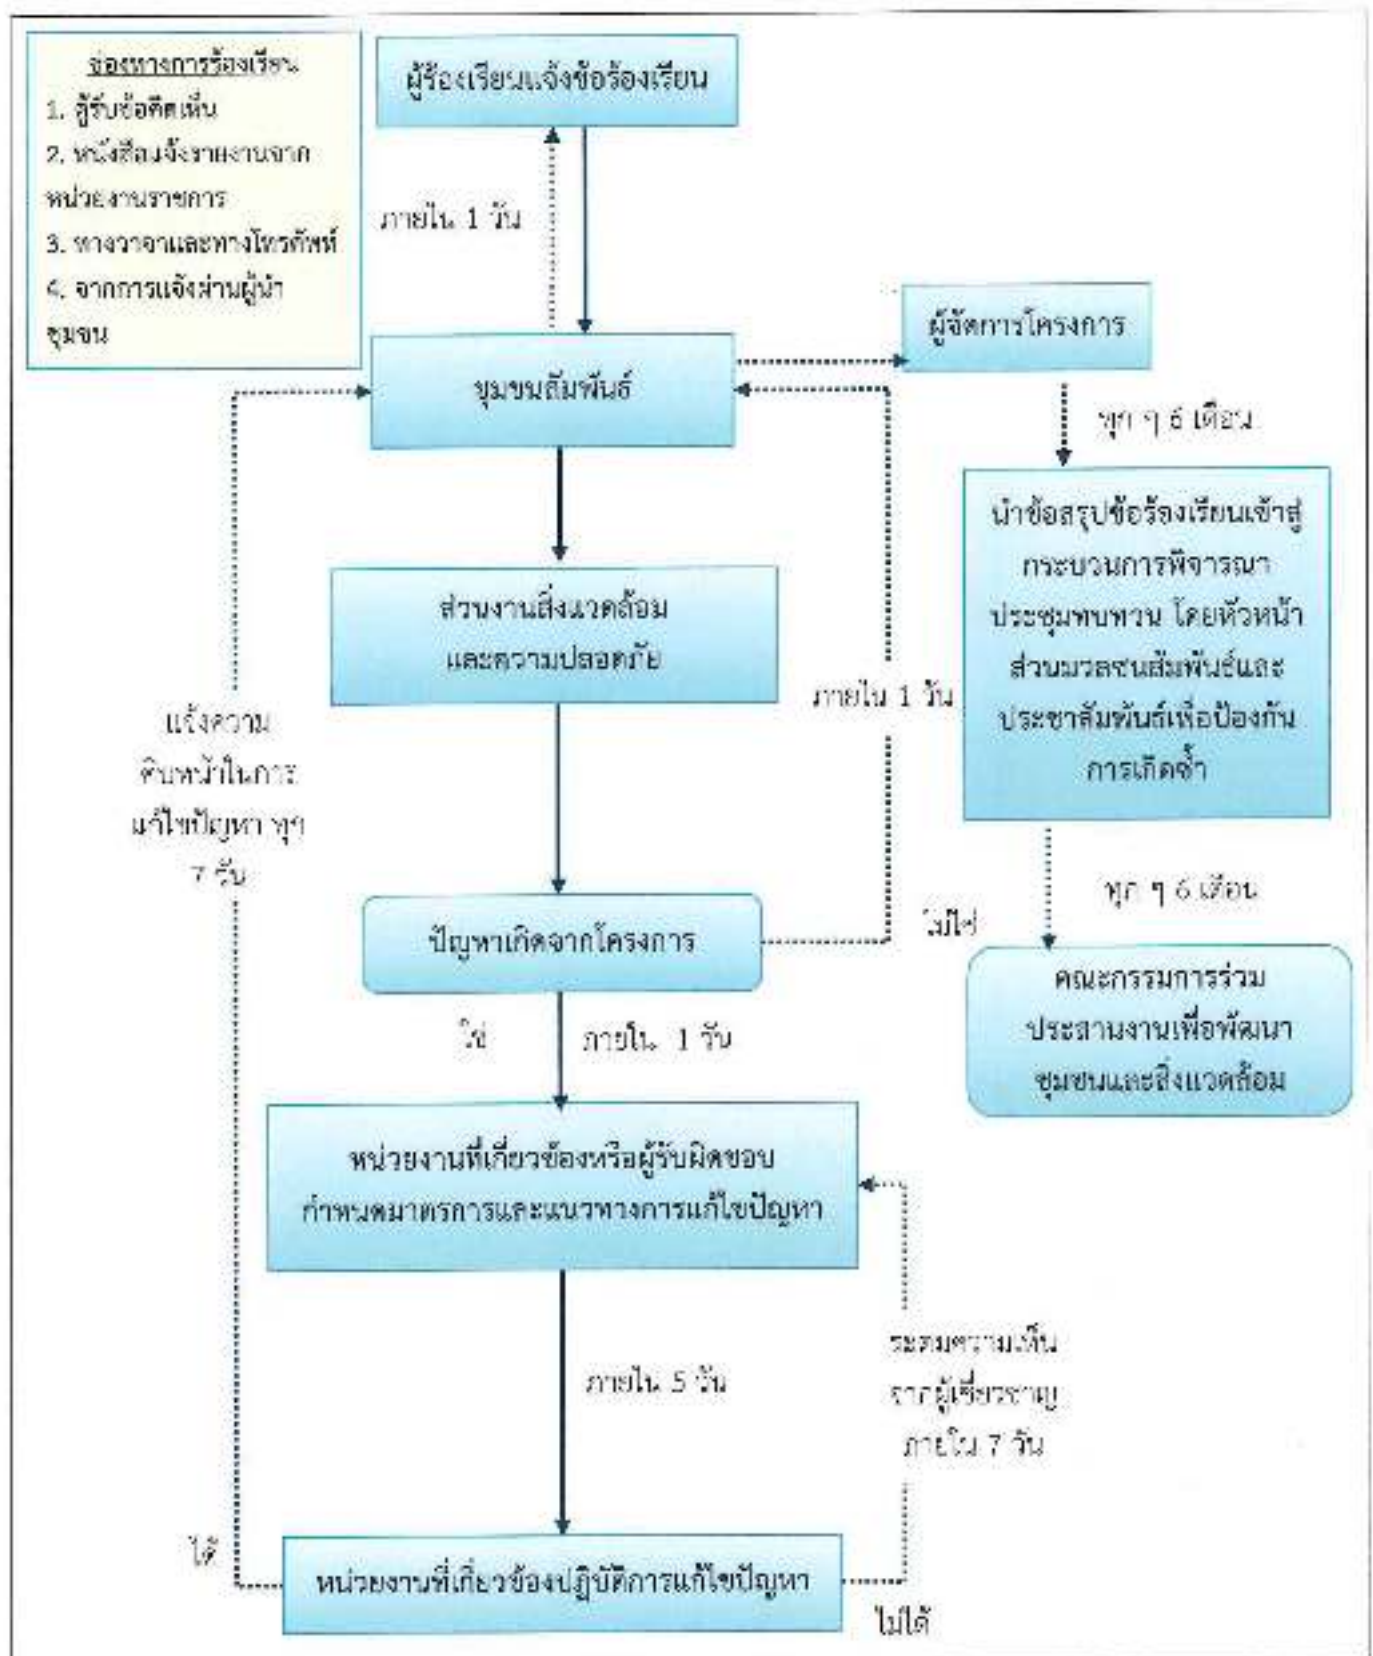 ช่องทางการร้องเรียน
1. ตู้รับข้อคิดเห็น
2. หนังสือแจ้งรายงานจาก
หน่วยงานราชการ
3. ทางวาจาและทางโทรศัพท์
4. จากการแจ้งผ่านผู้นำ
ชุมชน
ผู้ร้องเรียนแจ้งข้อร้องเรียน
ภายใน 1 วัน
ผู้จัดการโครงการ
ชุมชนสัมพันธ์
ทุก ๆ 6 เดือน
นำข้อสรุปข้อร้องเรียนเข้าสู่
กระบวนการพิจารณา
ประชุมทบทวน โดยหัวหน้า
ส่วนมวลชนสัมพันธ์และ
ประชาสัมพันธ์เพื่อป้องกัน
การเกิดซ้ำ
ส่วนงานสิ่งแวดล้อม
และความปลอดภัย
ภายใน 1 วัน
แจ้งความ
คืบหน้าในการ
แก้ไขปัญหา ทุก
7 วัน
ทุก ๆ 6 เดือน
ปัญหาเกิดจากโครงการ
ไม่ใช่
คณะกรรมการร่วม
ประสานงานเพื่อพัฒนา
ชุมชนและสิ่งแวดล้อม
ใช่
ภายใน 1 วัน
หน่วยงานที่เกี่ยวข้องหรือผู้รับผิดชอบ
กำหนดมาตรการและแนวทางการแก้ไขปัญหา
ภายใน 5 วัน
ระดมความเห็น
จากผู้เชี่ยวชาญ
ภายใน 7 วัน
ได้
หน่วยงานที่เกี่ยวข้องปฏิบัติการแก้ไขปัญหา
ไม่ได้